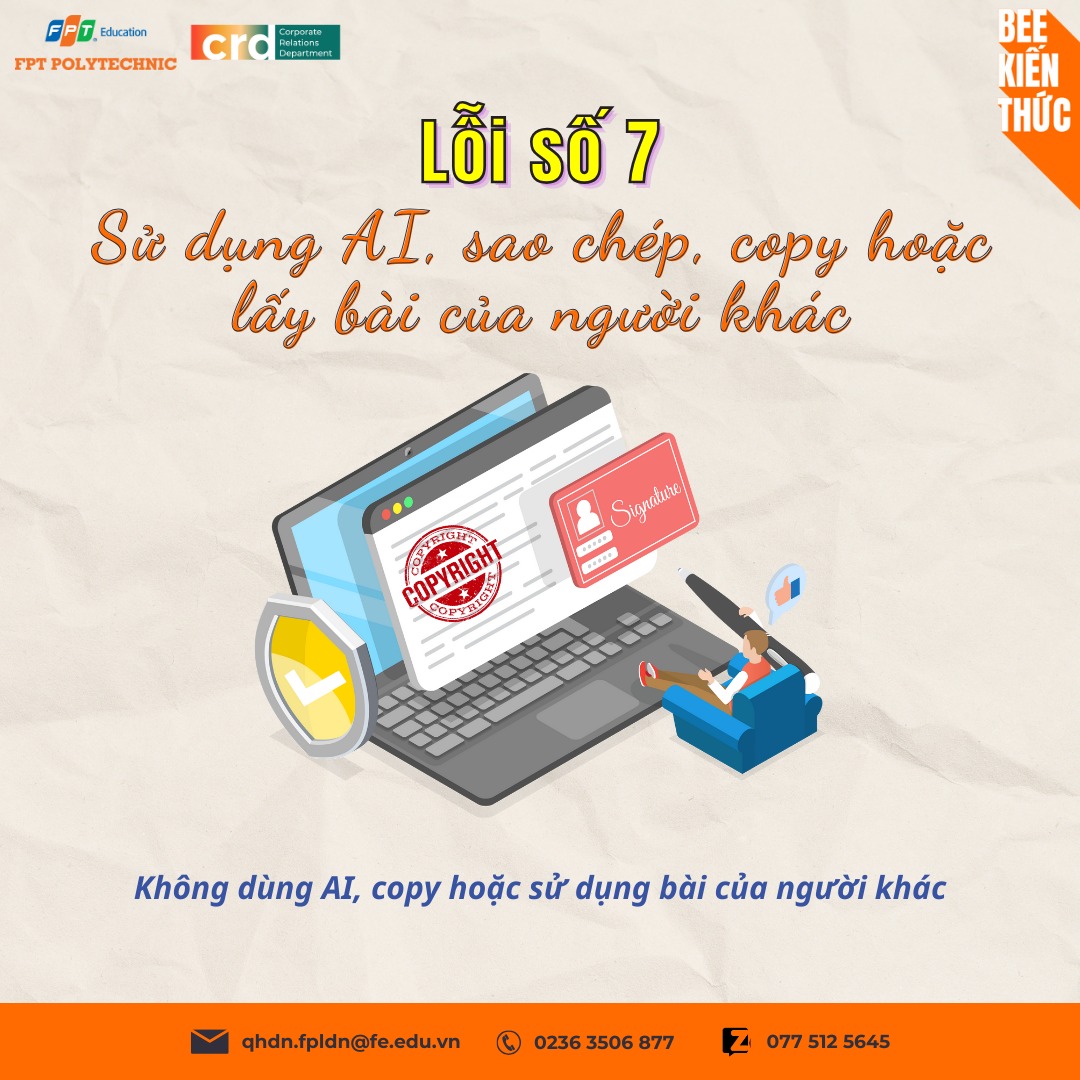 FPT Education
FPT POLYTECHNIC
crd Corporate Relations Department
BEE
KIẾN
THỨC
Lỗi số 7
Sử dụng AI, sao chép, copy hoặc
lấy bài của người khác
Signature
COPYRIGHT
COPYRIGHT
COPYRIGHT
Không dùng AI, copy hoặc sử dụng bài của người khác
qhdn.fpldn@fe.edu.vn
0236 3506 877
Z
077 512 5645